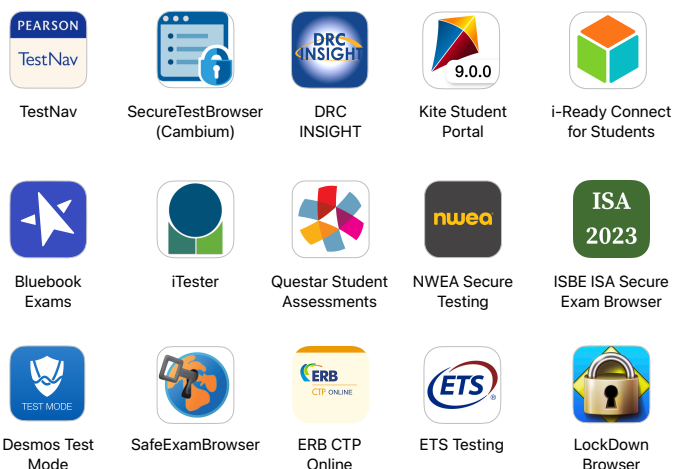 PEARSON
TestNav
DRC
INSIGHT
9.0.0
TestNav
SecureTestBrowser
(Cambium)
DRC
INSIGHT
Kite Student
Portal
i-Ready Connect
for Students
nwea
ISA
2023
Bluebook
Exams
iTester
Questar Student
Assessments
NWEA Secure
Testing
ISBE ISA Secure
Exam Browser
TEST MODE
ERB
CTP ONLINE
ETS
Desmos Test
Mode
SafeExamBrowser
ERB CTP
Online
ETS Testing
LockDown
Browser